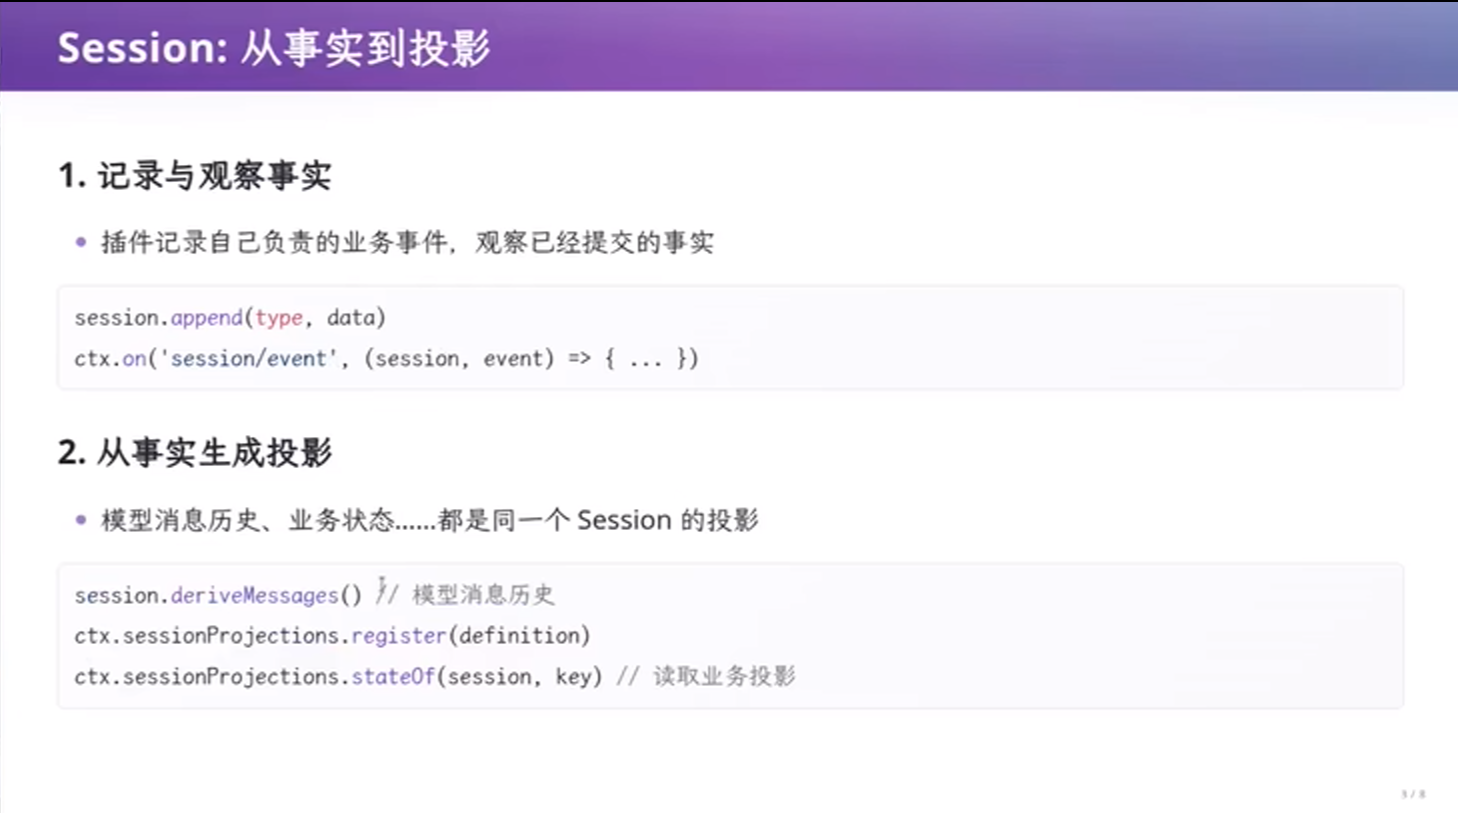 Session: 从事实到投影
1. 记录与观察事实
• 插件记录自己负责的业务事件，观察已经提交的事实
session.append(type, data)
ctx.on('session/event', (session, event) => { ... })
2. 从事实生成投影
• 模型消息历史、业务状态……都是同一个 Session 的投影
session.deriveMessages() // 模型消息历史
ctx.sessionProjections.register(definition)
ctx.sessionProjections.stateOf(session, key) // 读取业务投影